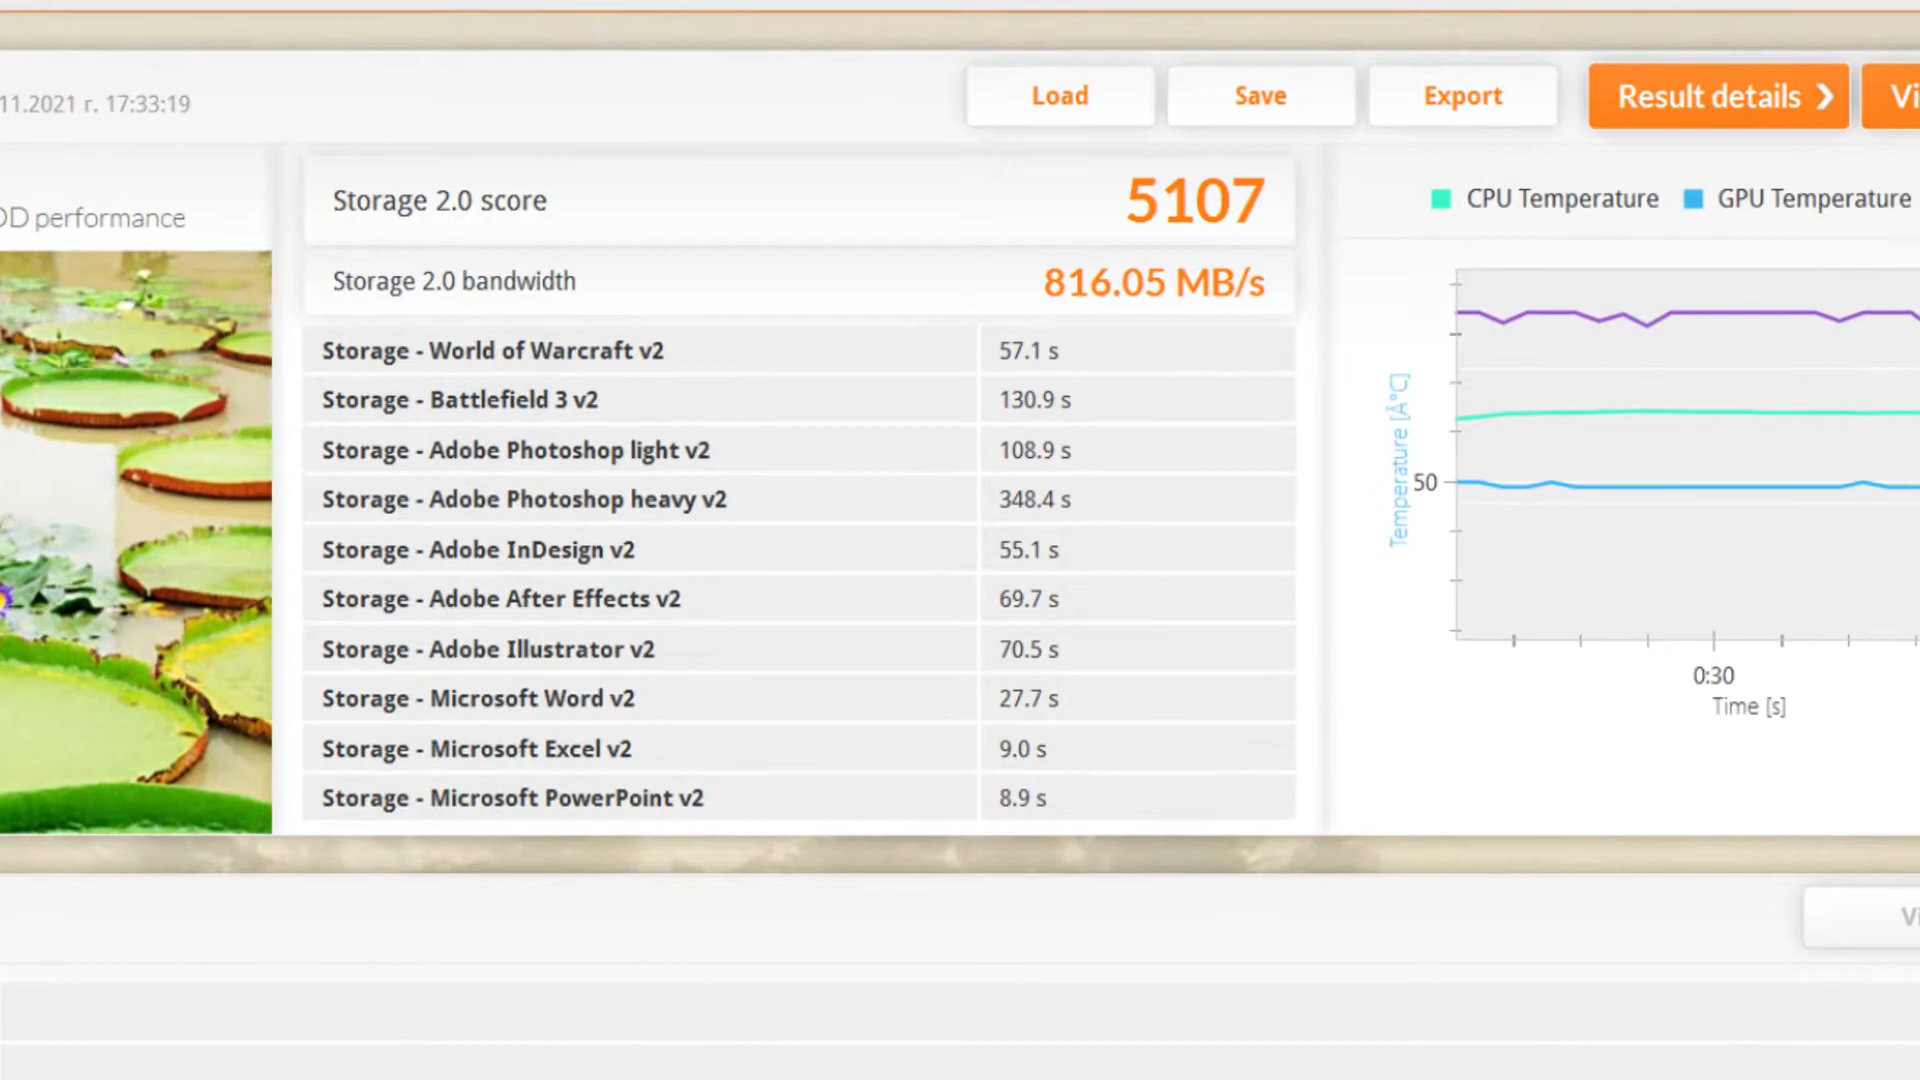 Load Save Export Result details ❯ Vi
11.2021 r. 17:33:19
Storage 2.0 score 5107
CPU Temperature GPU Temperature
DD performance
Storage 2.0 bandwidth 816.05 MB/s
Storage - World of Warcraft v2 57.1 s
Storage - Battlefield 3 v2 130.9 s
Storage - Adobe Photoshop light v2 108.9 s
Storage - Adobe Photoshop heavy v2 348.4 s
Storage - Adobe InDesign v2 55.1 s
Storage - Adobe After Effects v2 69.7 s
Storage - Adobe Illustrator v2 70.5 s
Storage - Microsoft Word v2 27.7 s
Storage - Microsoft Excel v2 9.0 s
Storage - Microsoft PowerPoint v2 8.9 s
Temperature [Â°C]
50
0:30
Time [s]
Vi